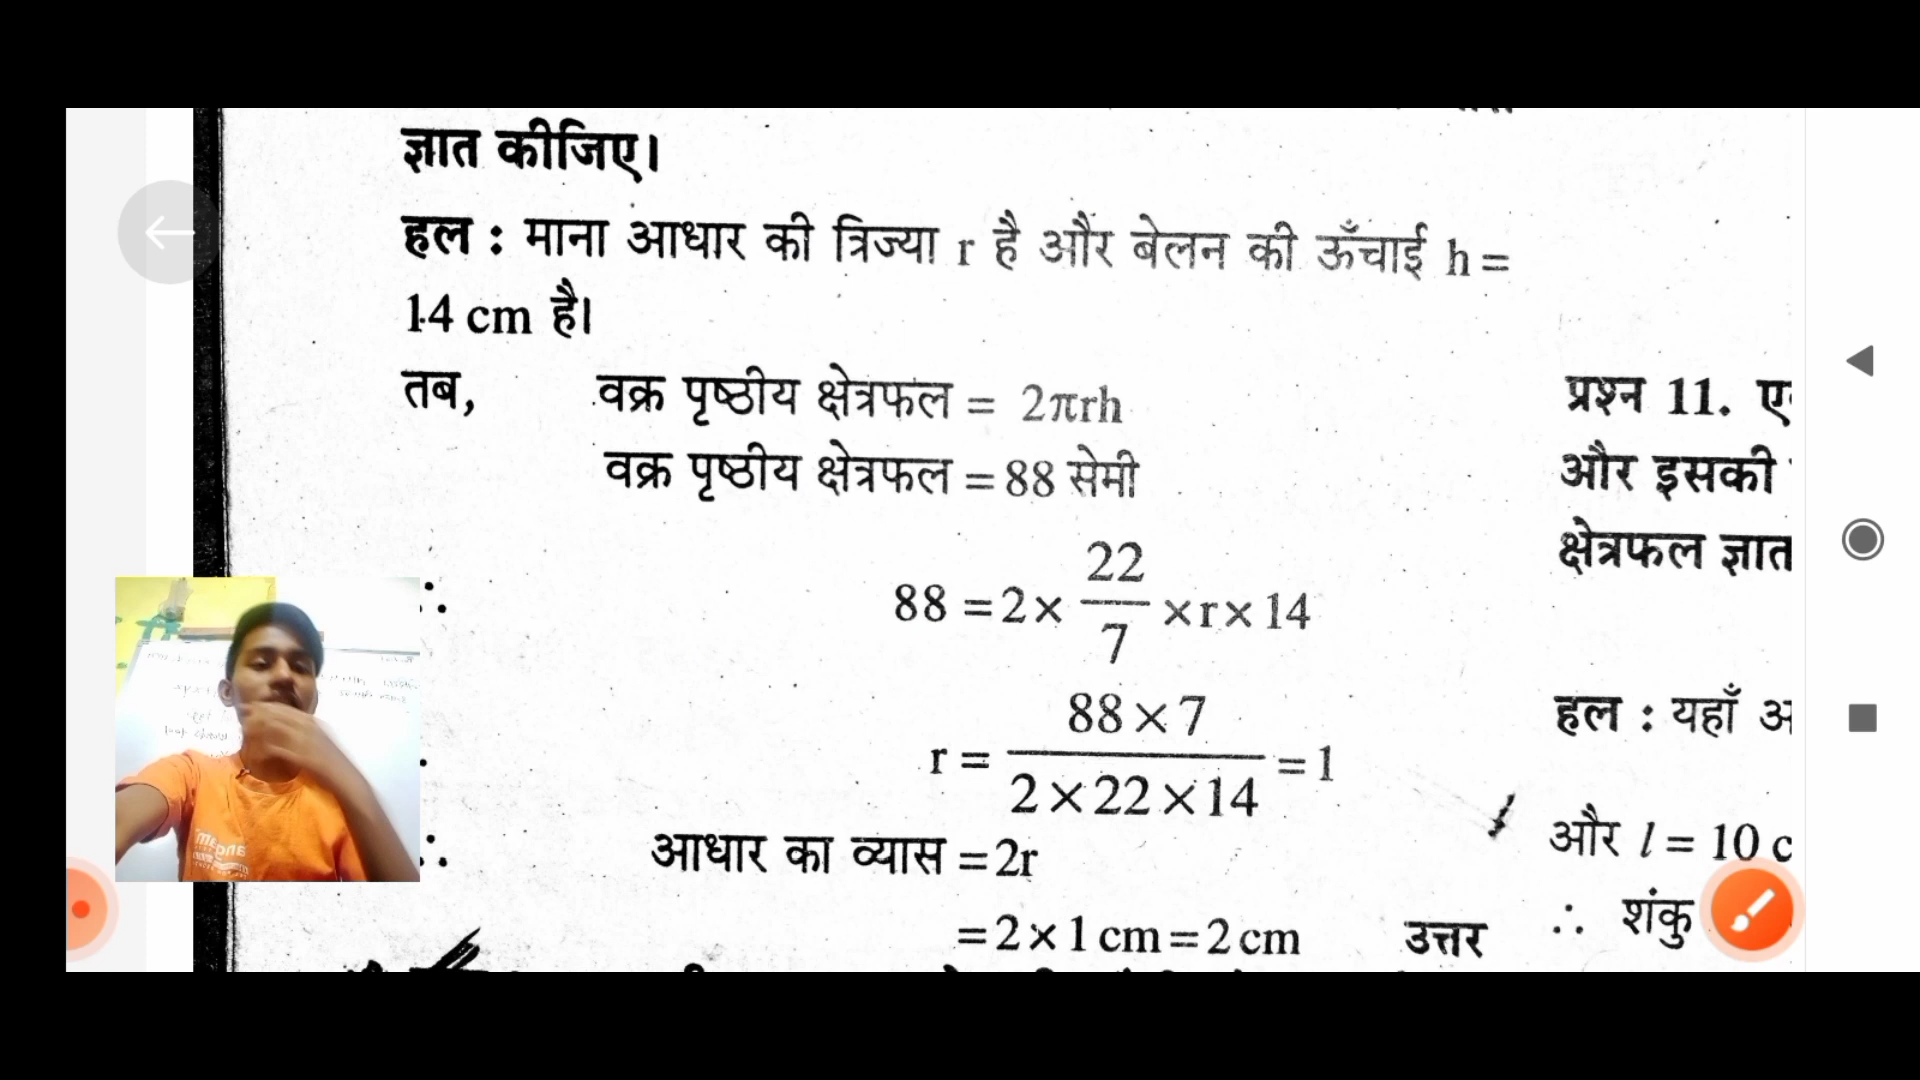 ज्ञात कीजिए।
हल : माना आधार की त्रिज्या r है और बेलन की ऊँचाई h =
14 cm है।
तब, वक्र पृष्ठीय क्षेत्रफल = 2πrh
वक्र पृष्ठीय क्षेत्रफल = 88 सेमी
∴ 88 = 2 × 22/7 × r × 14
r = 88 × 7 / 2 × 22 × 14 = 1
∴ आधार का व्यास = 2r
= 2 × 1 cm = 2 cm उत्तर
प्रश्न 11. ए
और इसकी
क्षेत्रफल ज्ञात
हल : यहाँ अ
और l = 10 c
∴ शंकु